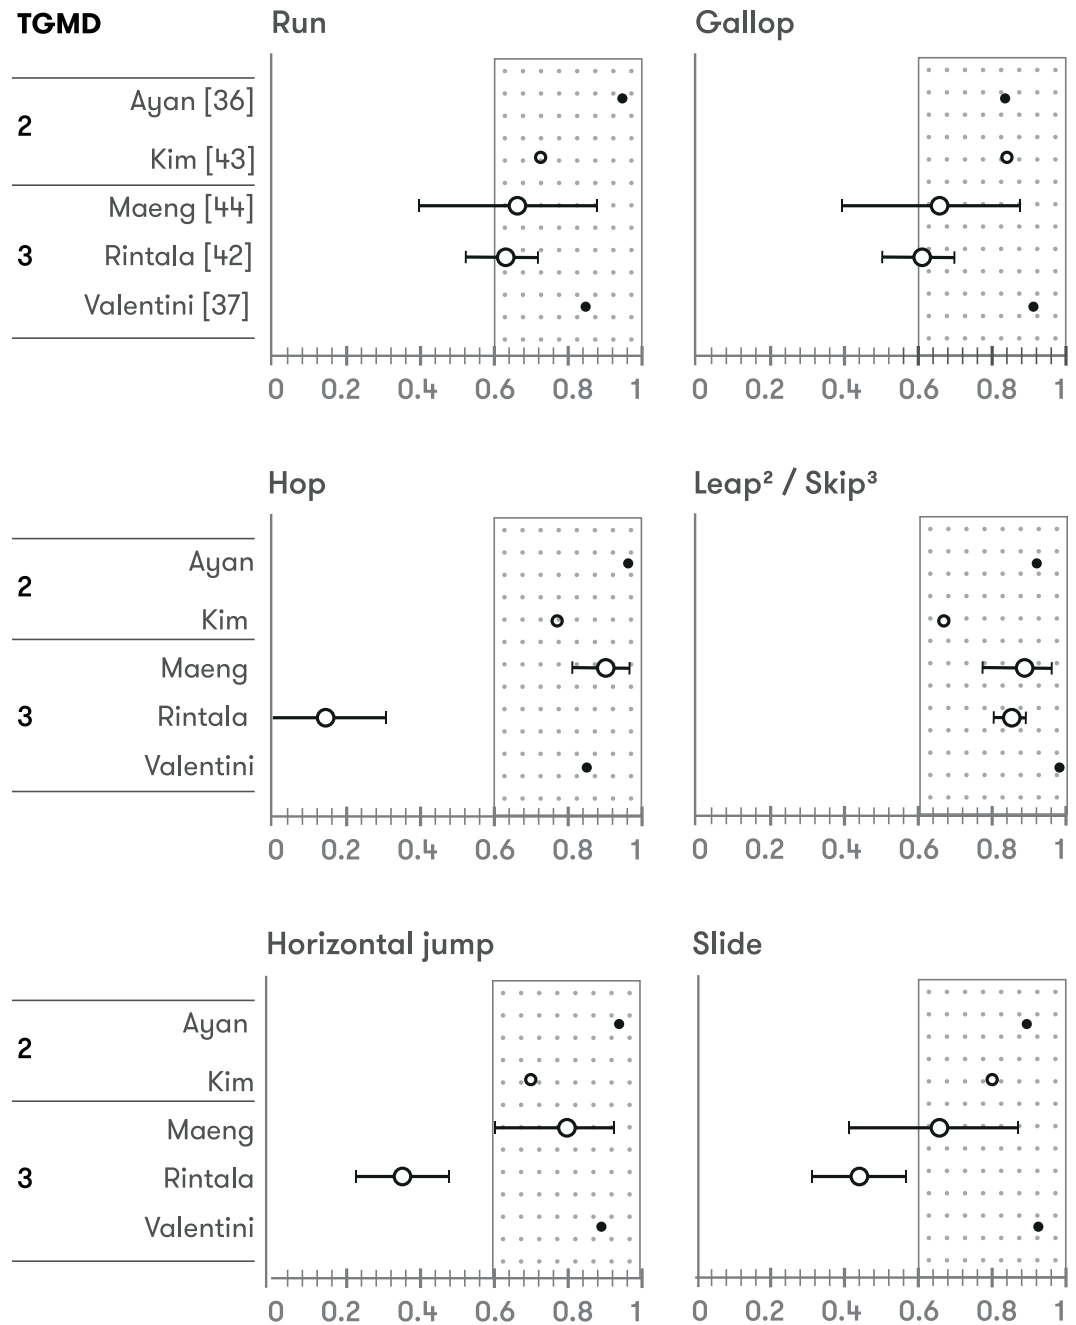 TGMD Run Gallop
Ayan [36]
2
Kim [43]
Maeng [44]
3 Rintala [42]
Valentini [37]
0 0.2 0.4 0.6 0.8 1 0 0.2 0.4 0.6 0.8 1
Hop Leap² / Skip³
Ayan
2
Kim
Maeng
3 Rintala
Valentini
0 0.2 0.4 0.6 0.8 1 0 0.2 0.4 0.6 0.8 1
Horizontal jump Slide
Ayan
2
Kim
Maeng
3 Rintala
Valentini
0 0.2 0.4 0.6 0.8 1 0 0.2 0.4 0.6 0.8 1